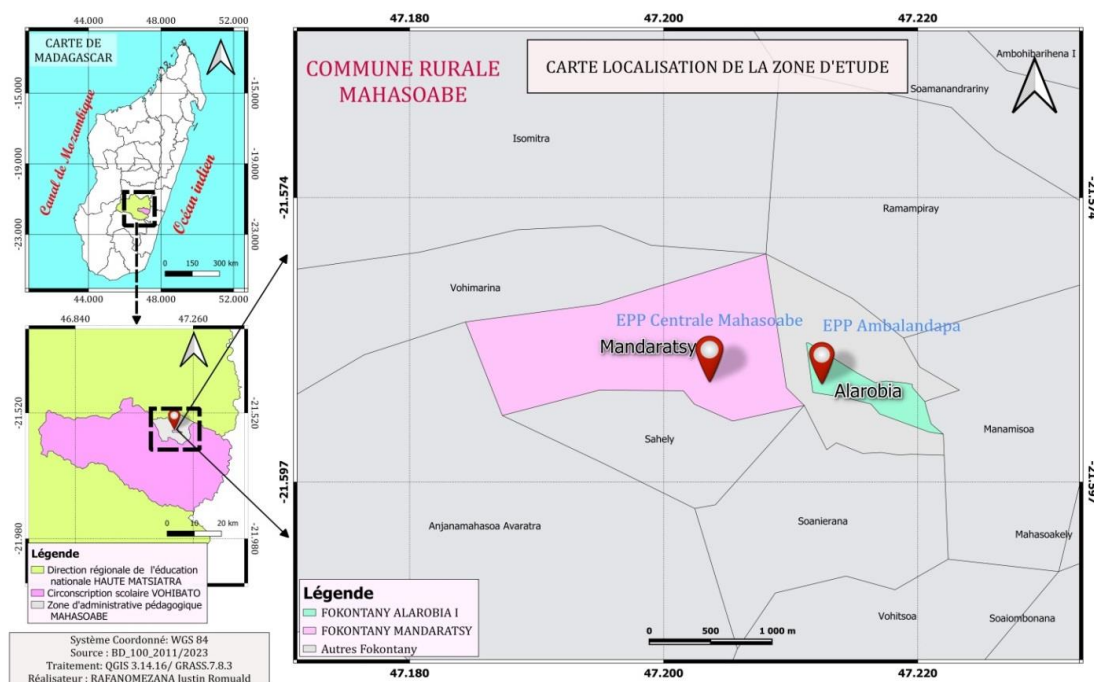 44.000 48.000 52.000
CARTE DE
MADAGASCAR
Canal de Mozambique
Océan indien
-15.000
-19.000
-23.000
-15.000
-19.000
-23.000
0 150 300 km
44.000 48.000 52.000
46.840 47.260
-21.520
-21.980
-21.520
-21.980
0 10 20 km
Légende
Direction régionale de l'éducation
nationale HAUTE MATSIATRA
Circonscription scolaire VOHIBATO
Zone d'administrative pédagogique
MAHASOABE
Système Coordonné: WGS 84
Source : BD_100_2011/2023
Traitement: QGIS 3.14.16/ GRASS.7.8.3
Réalisateur : RAFANOMEZANA Justin Romuald
47.180 47.200 47.220
COMMUNE RURALE
MAHASOABE
CARTE LOCALISATION DE LA ZONE D'ETUDE
Ambohibarihena I
Soamanandrariny
Isomitra
-21.574
-21.574
Ramampiray
Vohimarina
EPP Centrale Mahasoabe
EPP Ambalandapa
Mandaratsy
Alarobia
Manamisoa
Sahely
-21.597
-21.597
Anjanamahasoa Avaratra
Soanierana
Mahasoakely
Vohitsoa
Soaiombonana
Légende
FOKONTANY ALAROBIA I
FOKONTANY MANDARATSY
Autres Fokontany
0 500 1 000 m
47.180 47.200 47.220